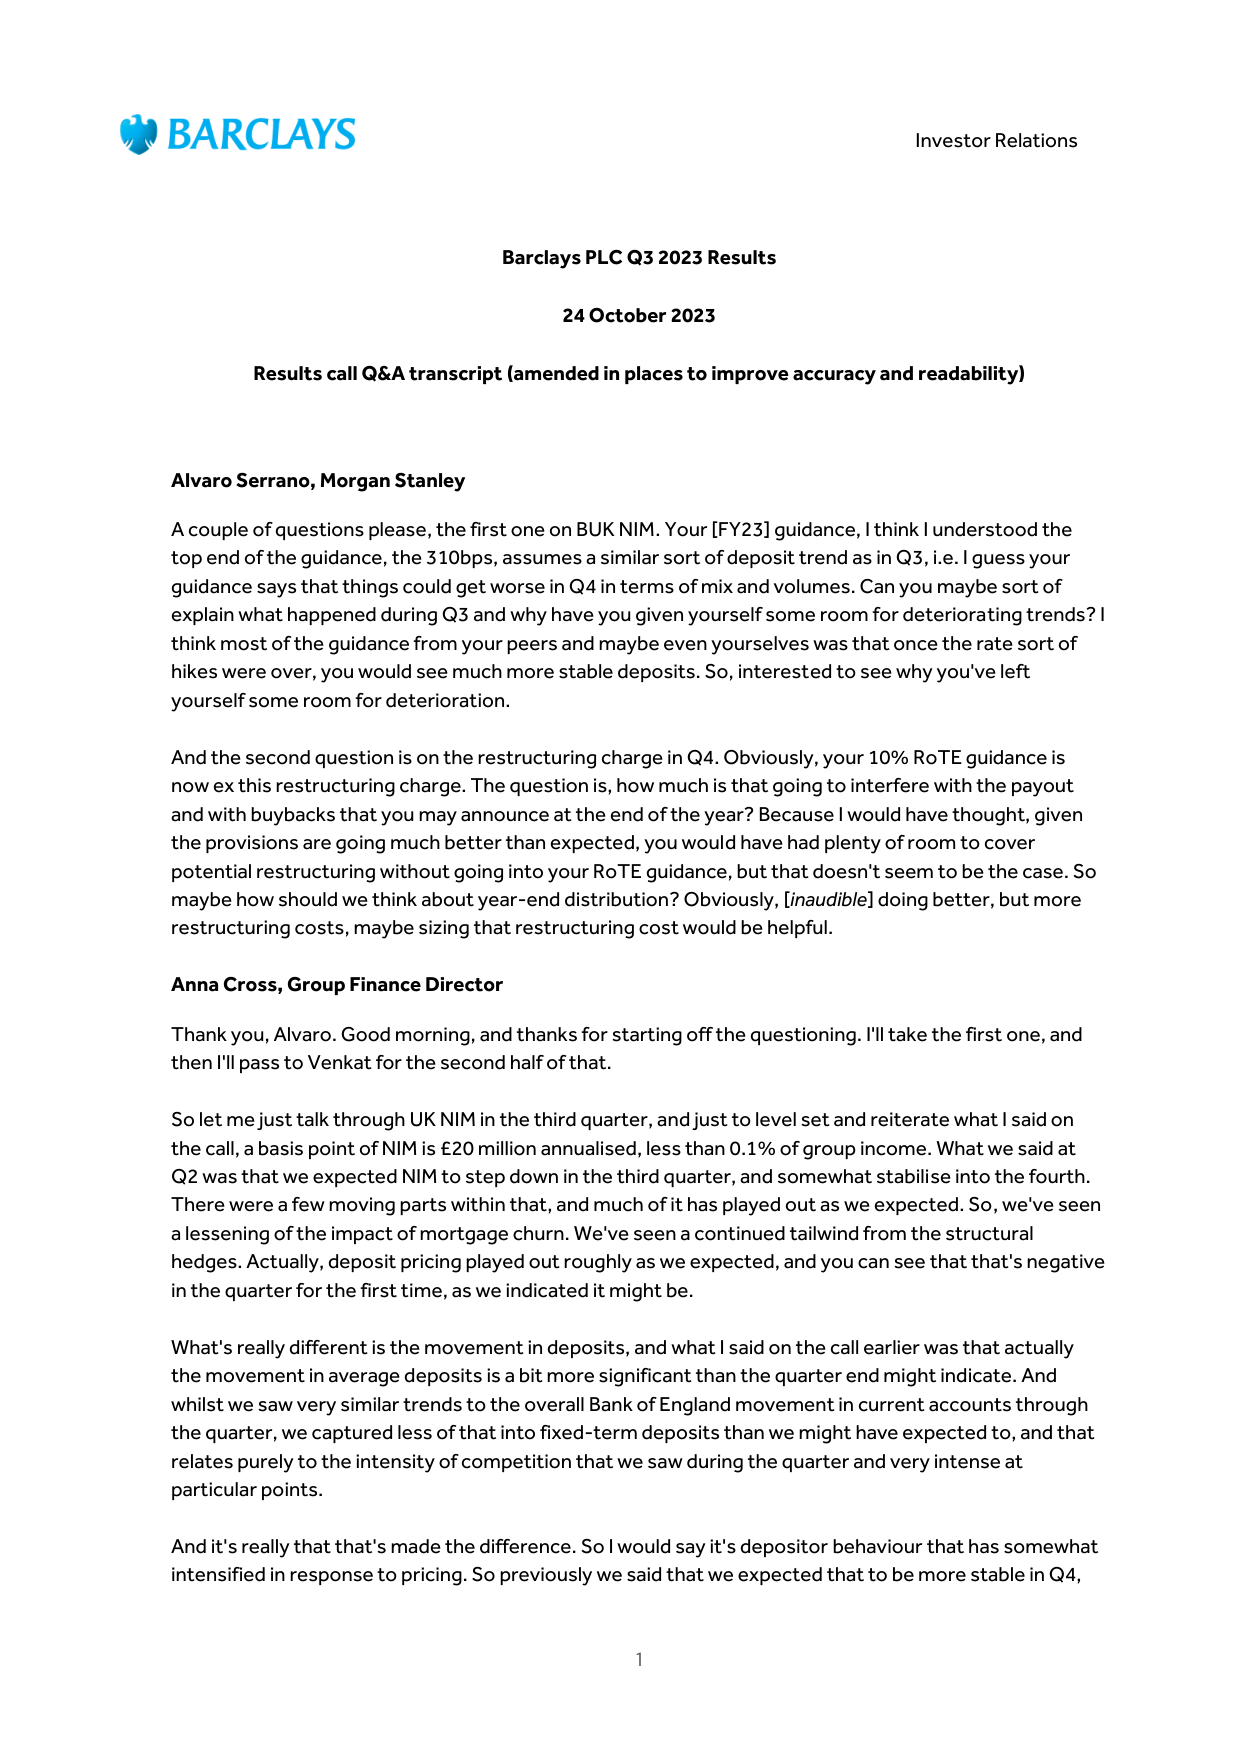 BARCLAYS
Investor Relations
Barclays PLC Q3 2023 Results
24 October 2023
Results call Q&A transcript (amended in places to improve accuracy and readability)
Alvaro Serrano, Morgan Stanley
A couple of questions please, the first one on BUK NIM. Your [FY23] guidance, I think I understood the
top end of the guidance, the 310bps, assumes a similar sort of deposit trend as in Q3, i.e. I guess your
guidance says that things could get worse in Q4 in terms of mix and volumes. Can you maybe sort of
explain what happened during Q3 and why have you given yourself some room for deteriorating trends? I
think most of the guidance from your peers and maybe even yourselves was that once the rate sort of
hikes were over, you would see much more stable deposits. So, interested to see why you've left
yourself some room for deterioration.
And the second question is on the restructuring charge in Q4. Obviously, your 10% RoTE guidance is
now ex this restructuring charge. The question is, how much is that going to interfere with the payout
and with buybacks that you may announce at the end of the year? Because I would have thought, given
the provisions are going much better than expected, you would have had plenty of room to cover
potential restructuring without going into your RoTE guidance, but that doesn't seem to be the case. So
maybe how should we think about year-end distribution? Obviously, [inaudible] doing better, but more
restructuring costs, maybe sizing that restructuring cost would be helpful.
Anna Cross, Group Finance Director
Thank you, Alvaro. Good morning, and thanks for starting off the questioning. I'll take the first one, and
then I'll pass to Venkat for the second half of that.
So let me just talk through UK NIM in the third quarter, and just to level set and reiterate what I said on
the call, a basis point of NIM is £20 million annualised, less than 0.1% of group income. What we said at
Q2 was that we expected NIM to step down in the third quarter, and somewhat stabilise into the fourth.
There were a few moving parts within that, and much of it has played out as we expected. So, we've seen
a lessening of the impact of mortgage churn. We've seen a continued tailwind from the structural
hedges. Actually, deposit pricing played out roughly as we expected, and you can see that that's negative
in the quarter for the first time, as we indicated it might be.
What's really different is the movement in deposits, and what I said on the call earlier was that actually
the movement in average deposits is a bit more significant than the quarter end might indicate. And
whilst we saw very similar trends to the overall Bank of England movement in current accounts through
the quarter, we captured less of that into fixed-term deposits than we might have expected to, and that
relates purely to the intensity of competition that we saw during the quarter and very intense at
particular points.
And it's really that that's made the difference. So I would say it's depositor behaviour that has somewhat
intensified in response to pricing. So previously we said that we expected that to be more stable in Q4,
1